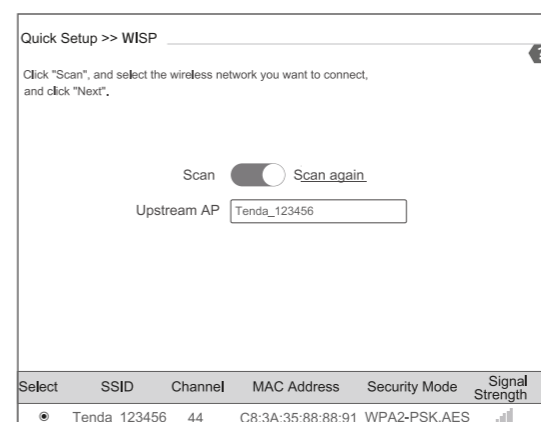 Quick Setup >> WISP
?
Click "Scan", and select the wireless network you want to connect,
and click "Next".
Scan Scan again
Upstream AP Tenda_123456
Select SSID Channel MAC Address Security Mode Signal Strength
Tenda_123456 44 C8:3A:35:88:88:91 WPA2-PSK,AES